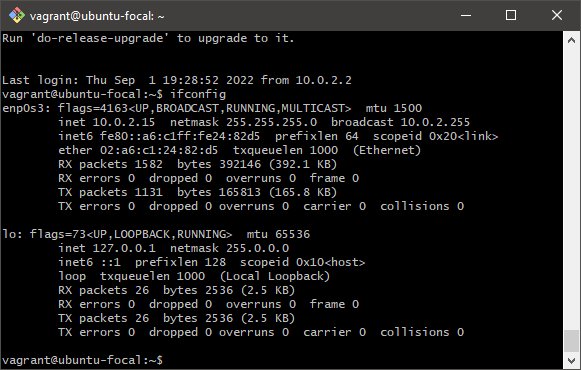 vagrant@ubuntu-focal: ~
Run 'do-release-upgrade' to upgrade to it.
Last login: Thu Sep  1 19:28:52 2022 from 10.0.2.2
vagrant@ubuntu-focal:~$ ifconfig
enp0s3: flags=4163<UP,BROADCAST,RUNNING,MULTICAST>  mtu 1500
        inet 10.0.2.15  netmask 255.255.255.0  broadcast 10.0.2.255
        inet6 fe80::a6:c1ff:fe24:82d5  prefixlen 64  scopeid 0x20<link>
        ether 02:a6:c1:24:82:d5  txqueuelen 1000  (Ethernet)
        RX packets 1582  bytes 392146 (392.1 KB)
        RX errors 0  dropped 0  overruns 0  frame 0
        TX packets 1131  bytes 165813 (165.8 KB)
        TX errors 0  dropped 0 overruns 0  carrier 0  collisions 0
lo: flags=73<UP,LOOPBACK,RUNNING>  mtu 65536
        inet 127.0.0.1  netmask 255.0.0.0
        inet6 ::1  prefixlen 128  scopeid 0x10<host>
        loop  txqueuelen 1000  (Local Loopback)
        RX packets 26  bytes 2536 (2.5 KB)
        RX errors 0  dropped 0  overruns 0  frame 0
        TX packets 26  bytes 2536 (2.5 KB)
        TX errors 0  dropped 0 overruns 0  carrier 0  collisions 0
vagrant@ubuntu-focal:~$